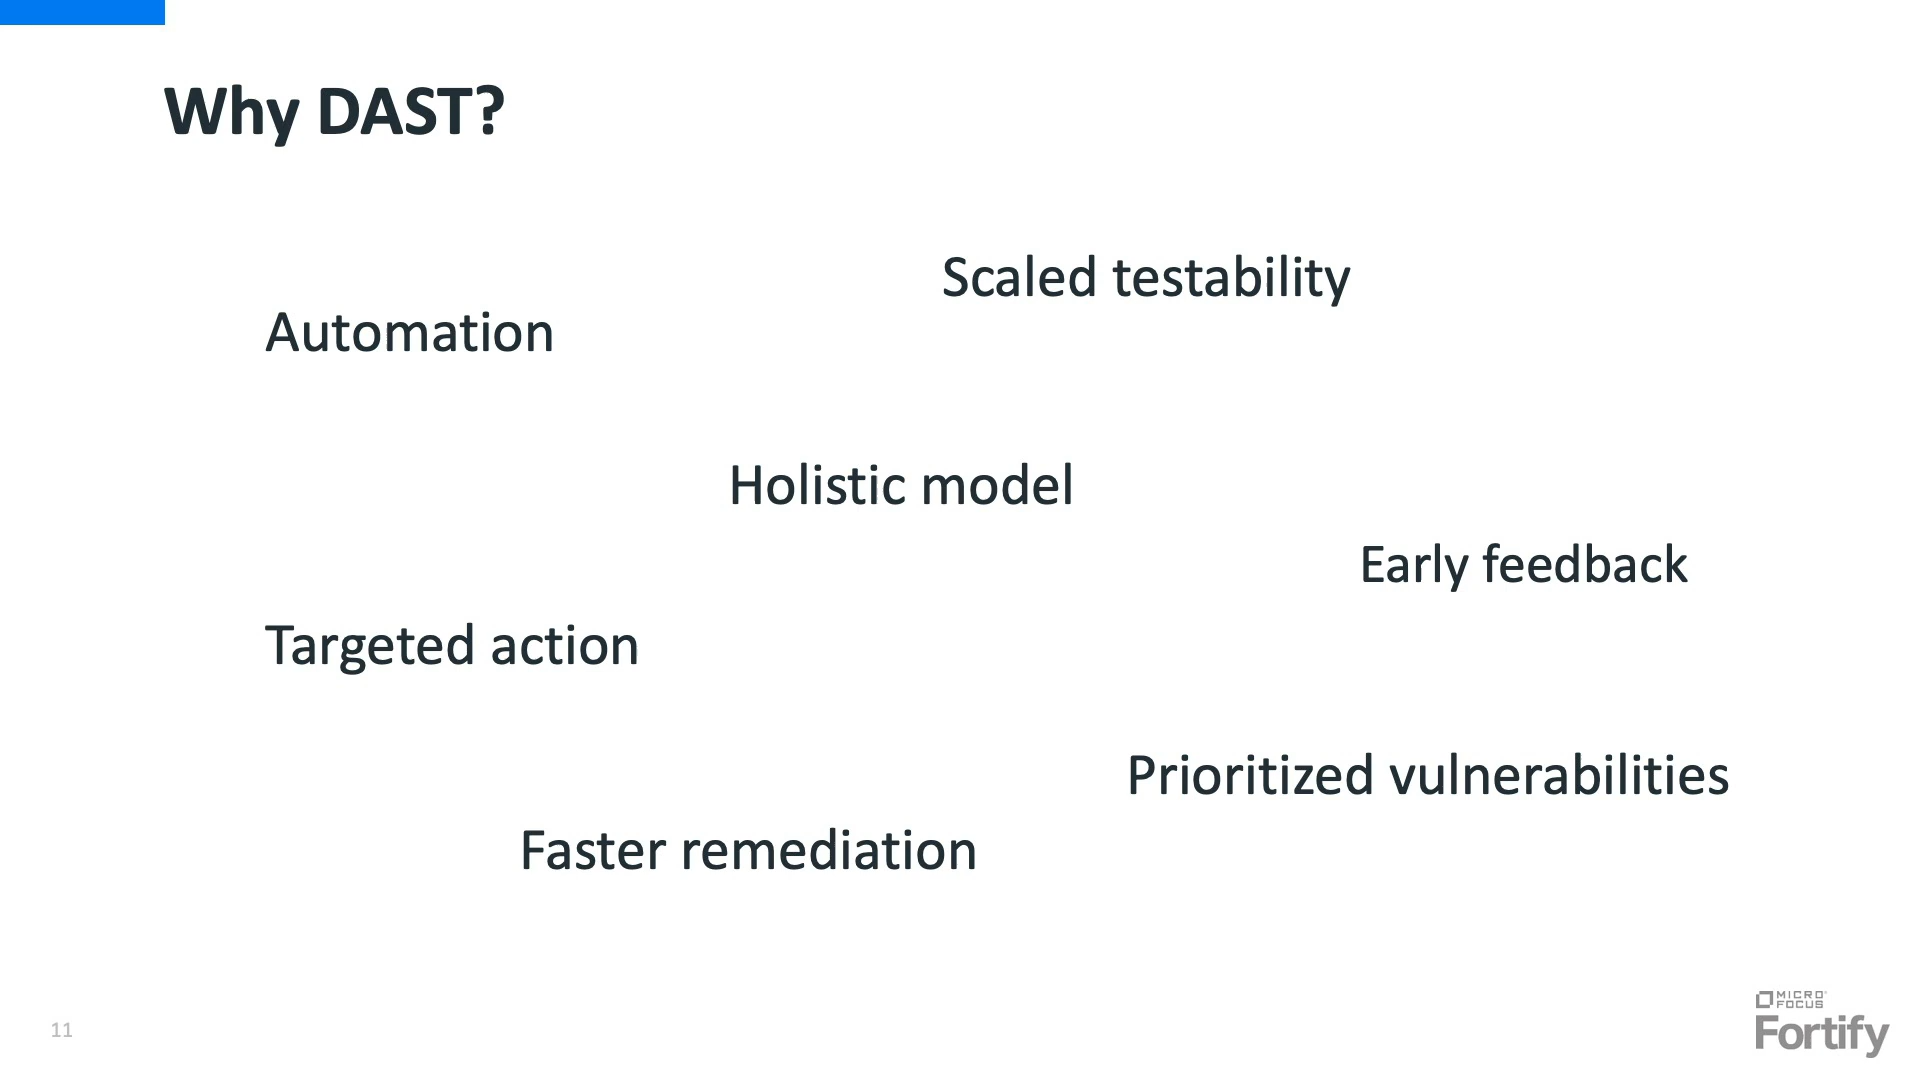 Why DAST?
Scaled testability
Automation
Holistic model
Early feedback
Targeted action
Prioritized vulnerabilities
Faster remediation
11
MICRO
FOCUS
Fortify